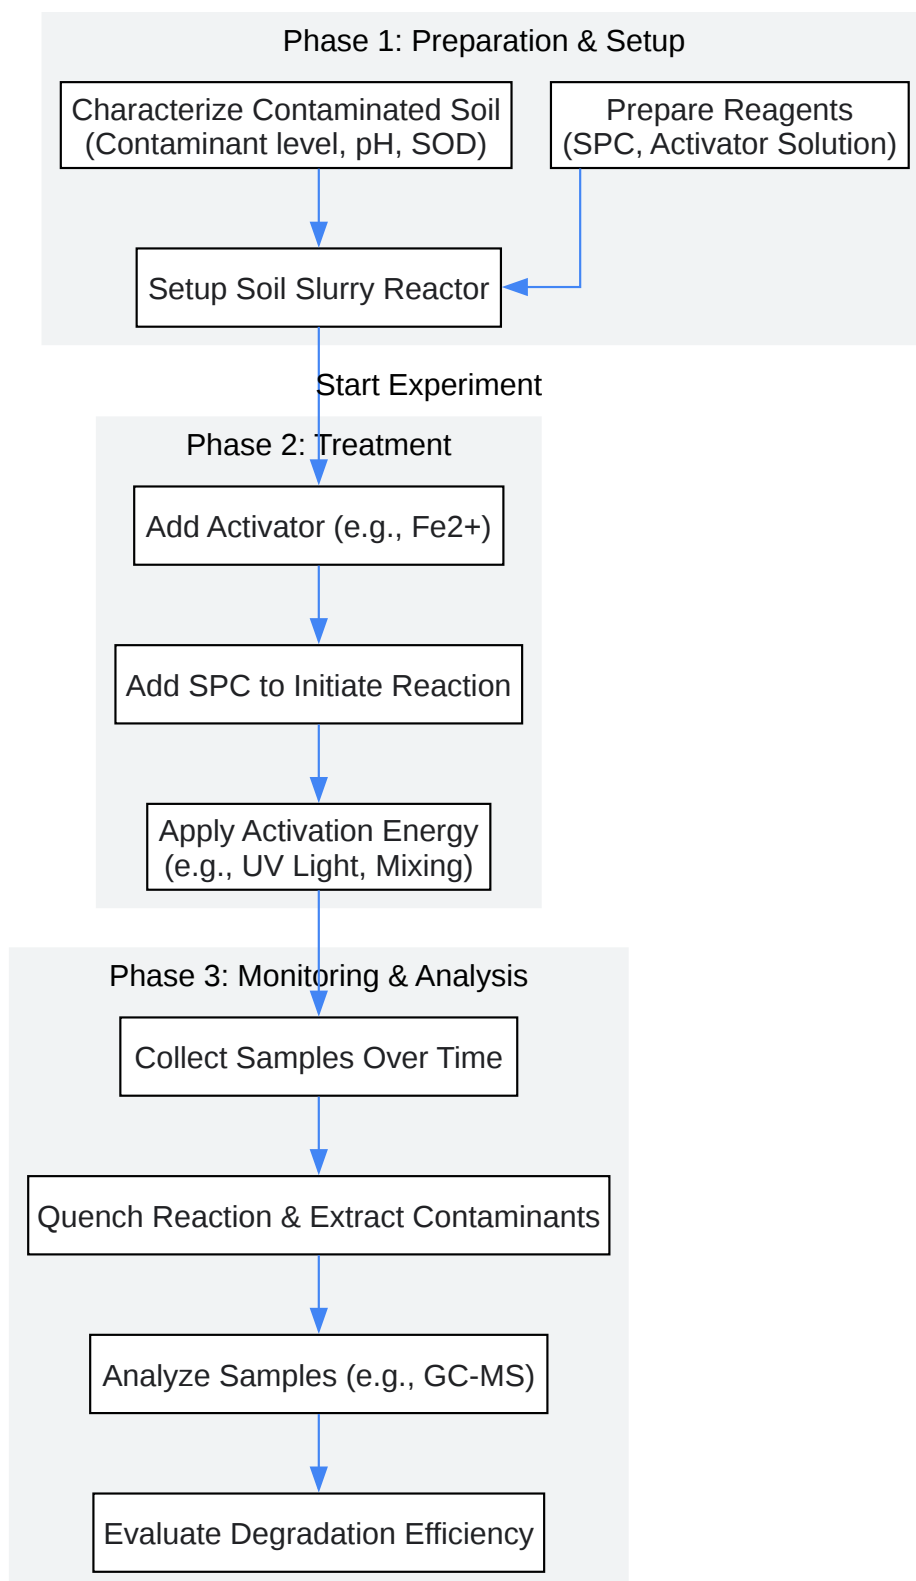 Phase 1: Preparation & Setup
Characterize Contaminated Soil
(Contaminant level, pH, SOD)
Prepare Reagents
(SPC, Activator Solution)
Setup Soil Slurry Reactor
Start Experiment
Phase 2: Treatment
Add Activator (e.g., Fe2+)
Add SPC to Initiate Reaction
Apply Activation Energy
(e.g., UV Light, Mixing)
Phase 3: Monitoring & Analysis
Collect Samples Over Time
Quench Reaction & Extract Contaminants
Analyze Samples (e.g., GC-MS)
Evaluate Degradation Efficiency